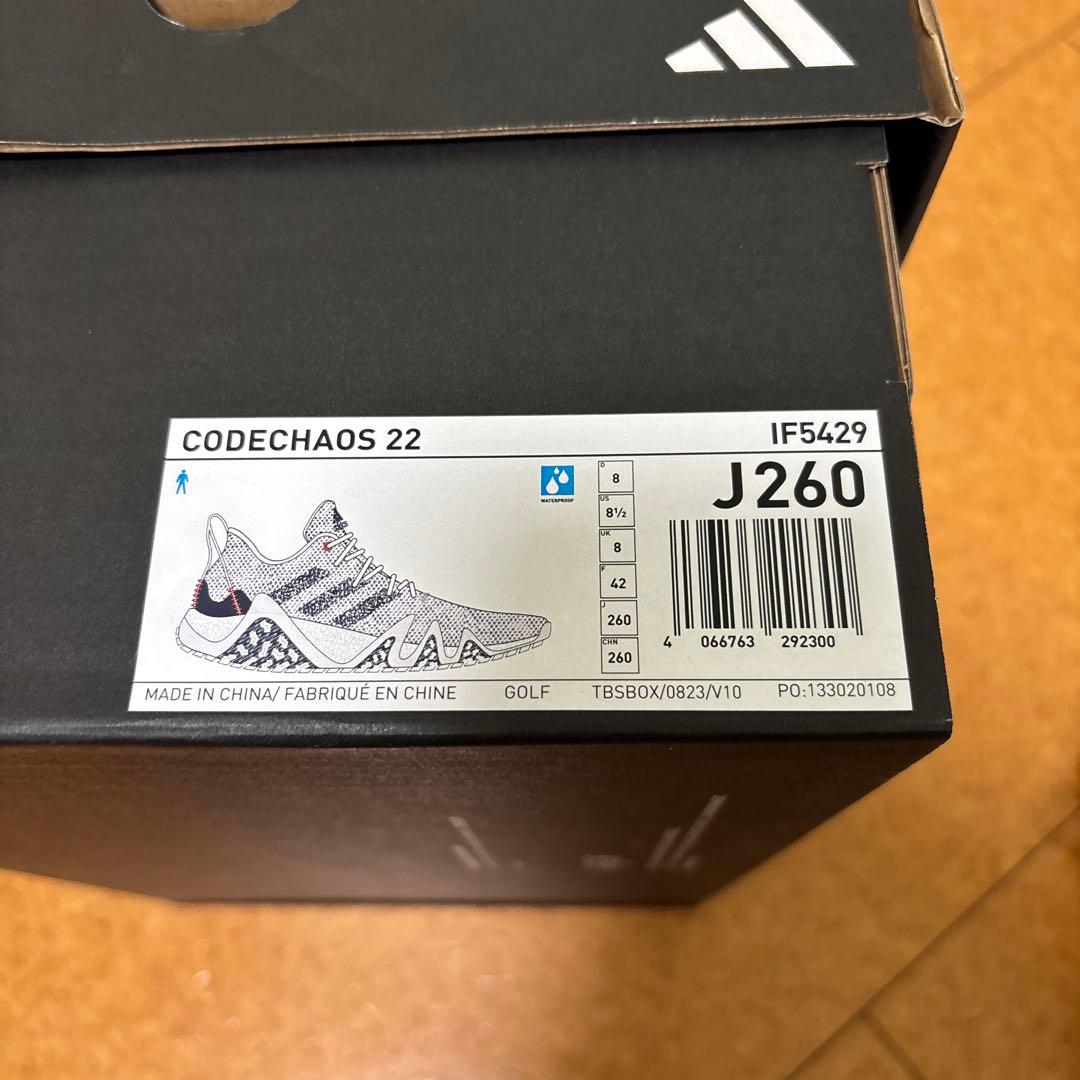 CODECHAOS 22 IF5429
J260
WATERPROOF
D 8
US 8½
UK 8
F 42
J 260
CHN 260
4 066763 292300
MADE IN CHINA/ FABRIQUÉ EN CHINE GOLF TBSBOX/0823/V10 PO:133020108